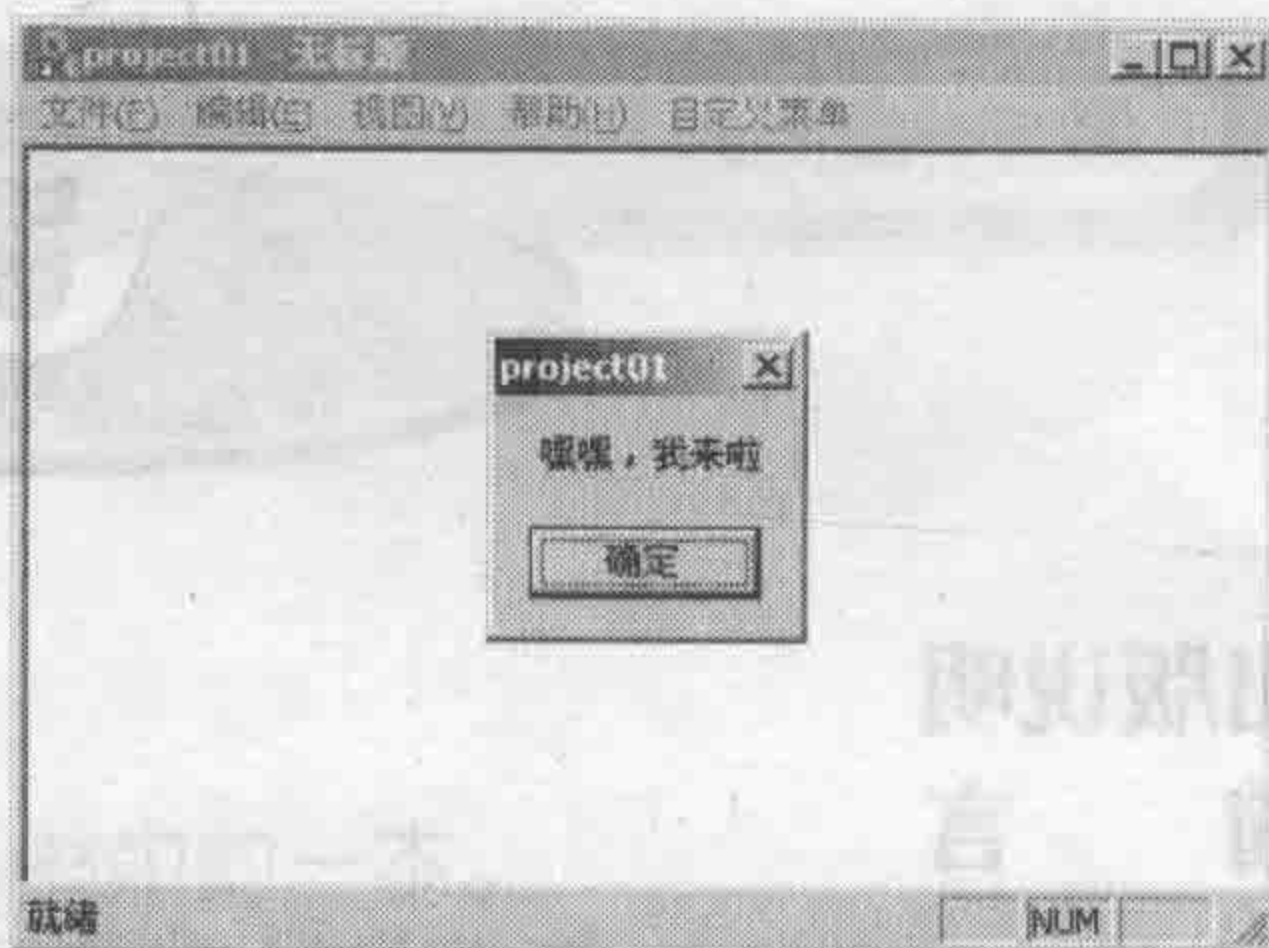 project01 - 无标题
文件(F) 编辑(E) 视图(V) 帮助(H) 自定义菜单
project01
嘿嘿，我来啦
确定
就绪
NUM